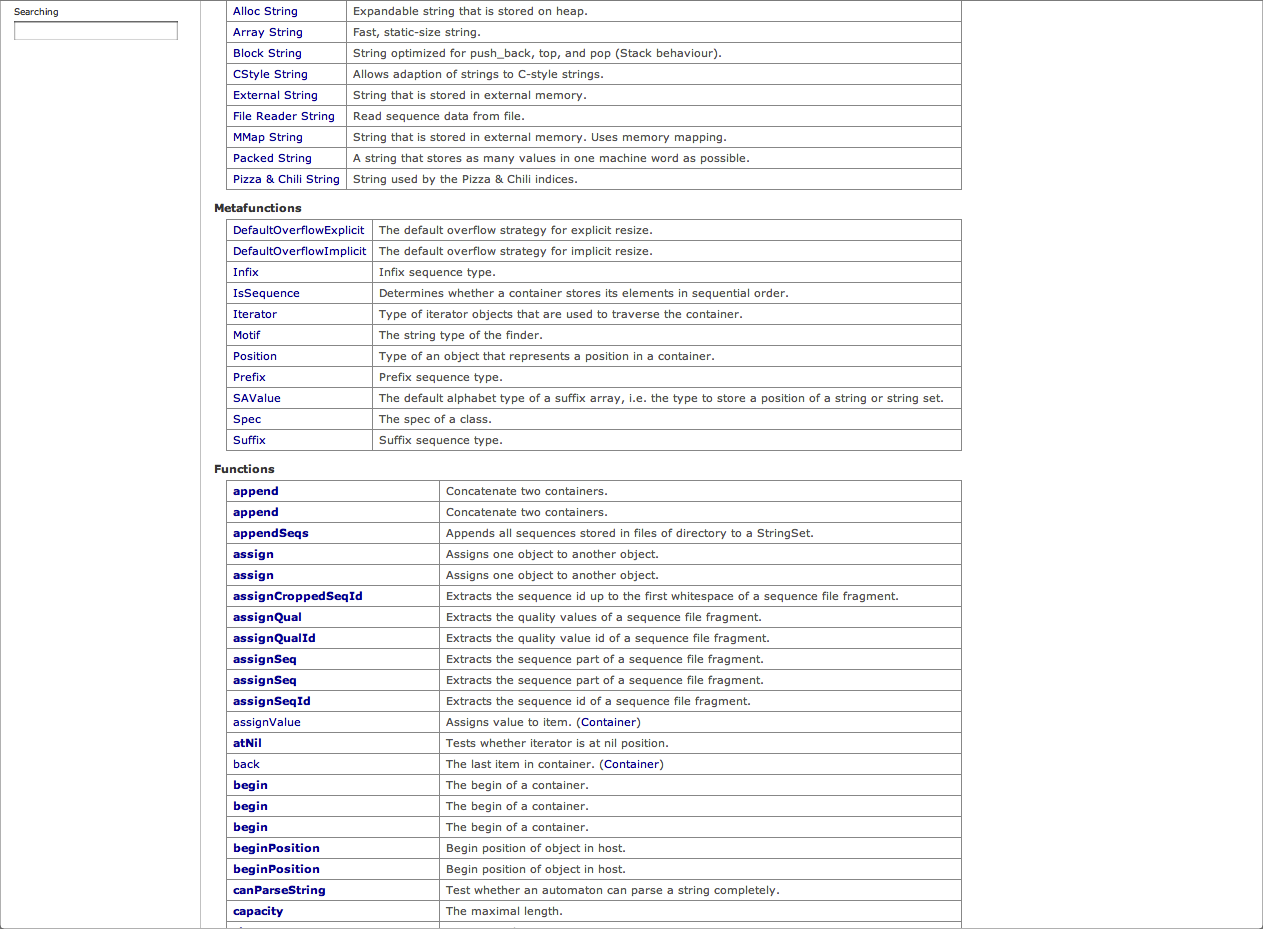 Searching
Alloc String Expandable string that is stored on heap.
Array String Fast, static-size string.
Block String String optimized for push_back, top, and pop (Stack behaviour).
CStyle String Allows adaption of strings to C-style strings.
External String String that is stored in external memory.
File Reader String Read sequence data from file.
MMap String String that is stored in external memory. Uses memory mapping.
Packed String A string that stores as many values in one machine word as possible.
Pizza & Chili String String used by the Pizza & Chili indices.
Metafunctions
DefaultOverflowExplicit The default overflow strategy for explicit resize.
DefaultOverflowImplicit The default overflow strategy for implicit resize.
Infix Infix sequence type.
IsSequence Determines whether a container stores its elements in sequential order.
Iterator Type of iterator objects that are used to traverse the container.
Motif The string type of the finder.
Position Type of an object that represents a position in a container.
Prefix Prefix sequence type.
SAValue The default alphabet type of a suffix array, i.e. the type to store a position of a string or string set.
Spec The spec of a class.
Suffix Suffix sequence type.
Functions
append Concatenate two containers.
append Concatenate two containers.
appendSeqs Appends all sequences stored in files of directory to a StringSet.
assign Assigns one object to another object.
assign Assigns one object to another object.
assignCroppedSeqId Extracts the sequence id up to the first whitespace of a sequence file fragment.
assignQual Extracts the quality values of a sequence file fragment.
assignQualId Extracts the quality value id of a sequence file fragment.
assignSeq Extracts the sequence part of a sequence file fragment.
assignSeq Extracts the sequence part of a sequence file fragment.
assignSeqId Extracts the sequence id of a sequence file fragment.
assignValue Assigns value to item. (Container)
atNil Tests whether iterator is at nil position.
back The last item in container. (Container)
begin The begin of a container.
begin The begin of a container.
begin The begin of a container.
beginPosition Begin position of object in host.
beginPosition Begin position of object in host.
canParseString Test whether an automaton can parse a string completely.
capacity The maximal length.